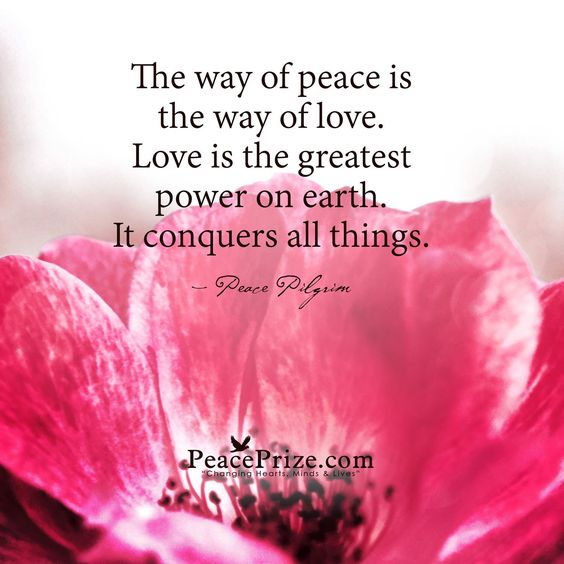 The way of peace is
the way of love.
Love is the greatest
power on earth.
It conquers all things.
– Peace Pilgrim
PeacePrize.com
"Changing Hearts, Minds & Lives"